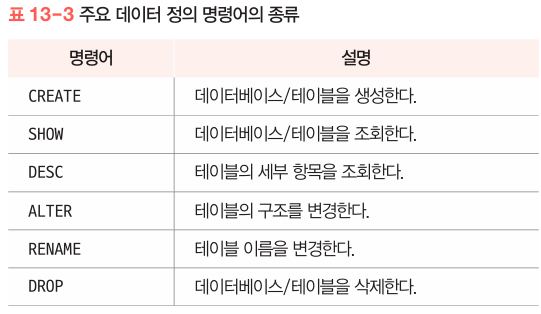 표 13-3 주요 데이터 정의 명령어의 종류
명령어 설명
CREATE 데이터베이스/테이블을 생성한다.
SHOW 데이터베이스/테이블을 조회한다.
DESC 테이블의 세부 항목을 조회한다.
ALTER 테이블의 구조를 변경한다.
RENAME 테이블 이름을 변경한다.
DROP 데이터베이스/테이블을 삭제한다.